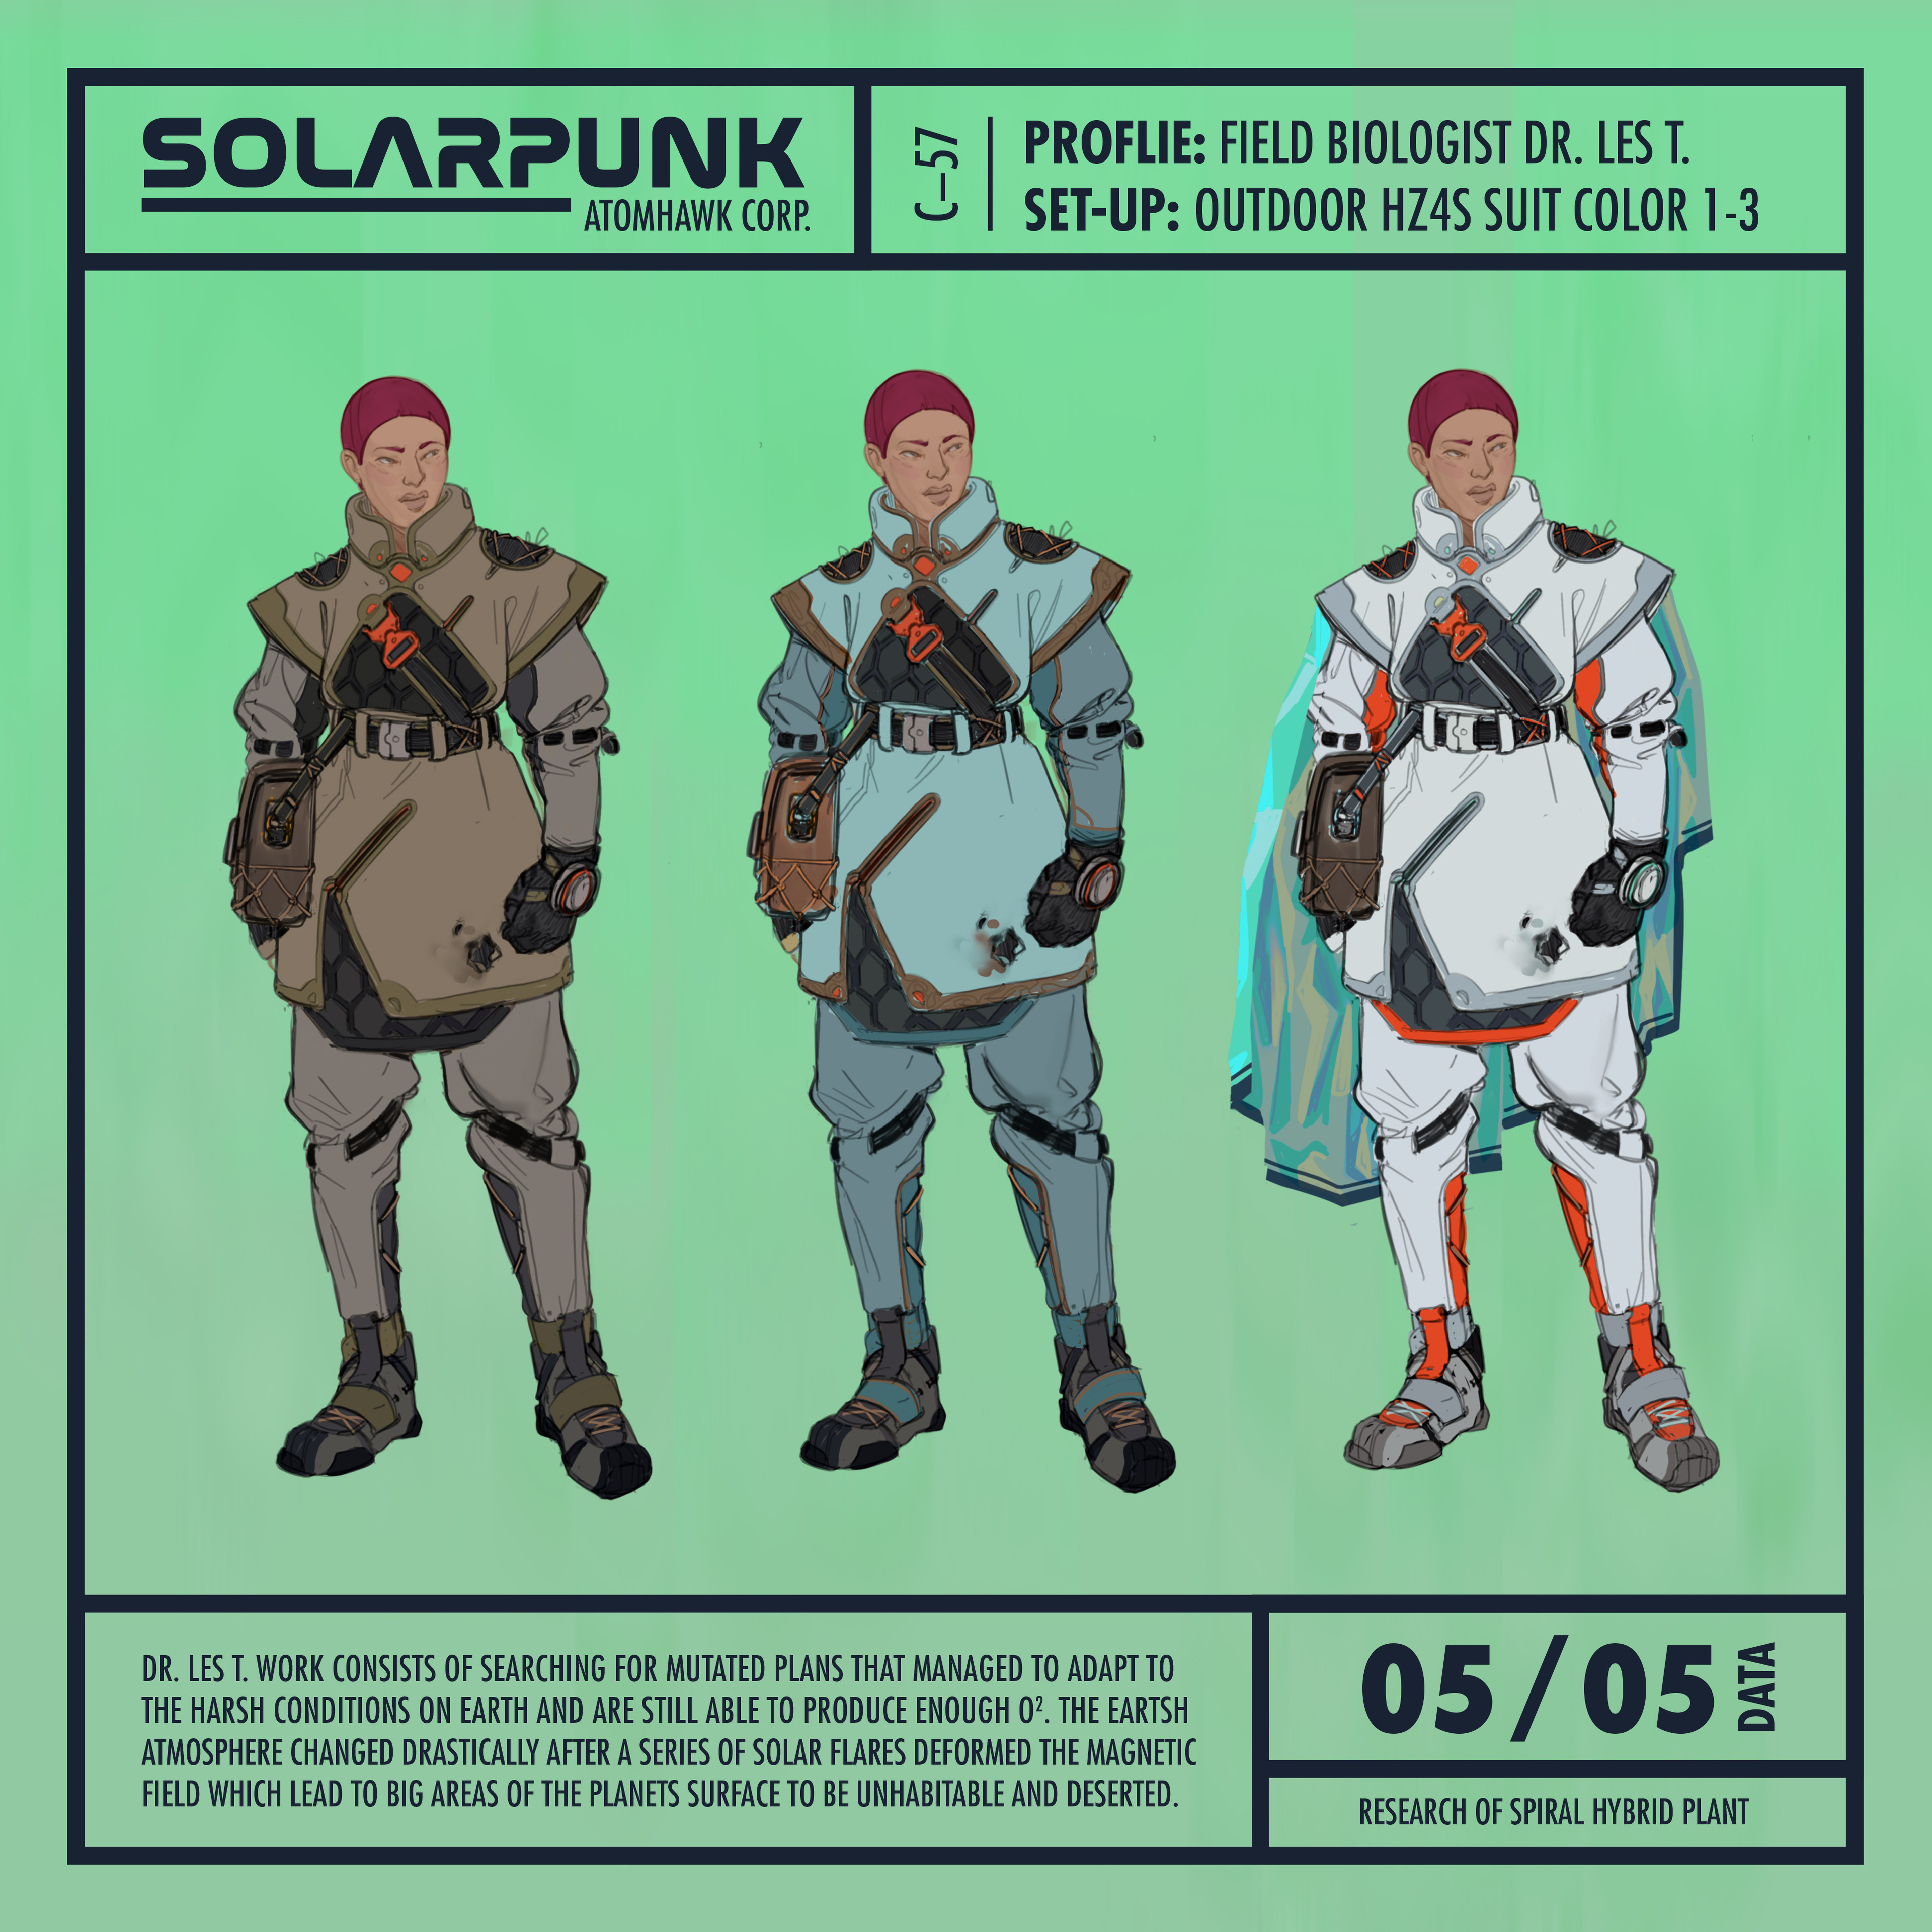 SOLARPUNK
ATOMHAWK CORP.
C–57
PROFLIE: FIELD BIOLOGIST DR. LES T.
SET-UP: OUTDOOR HZ4S SUIT COLOR 1-3
DR. LES T. WORK CONSISTS OF SEARCHING FOR MUTATED PLANS THAT MANAGED TO ADAPT TO
THE HARSH CONDITIONS ON EARTH AND ARE STILL ABLE TO PRODUCE ENOUGH O². THE EARTSH
ATMOSPHERE CHANGED DRASTICALLY AFTER A SERIES OF SOLAR FLARES DEFORMED THE MAGNETIC
FIELD WHICH LEAD TO BIG AREAS OF THE PLANETS SURFACE TO BE UNHABITABLE AND DESERTED.
05/05
DATA
RESEARCH OF SPIRAL HYBRID PLANT